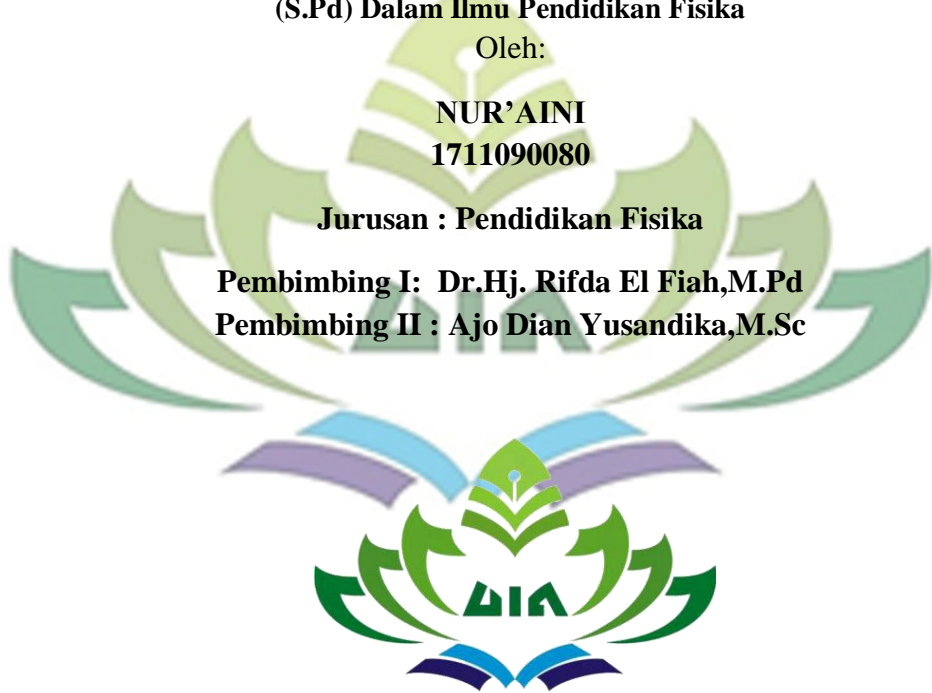 (S.Pd) Dalam Ilmu Pendidikan Fisika
Oleh:
NUR’AINI
1711090080
Jurusan : Pendidikan Fisika
Pembimbing I: Dr.Hj. Rifda El Fiah,M.Pd
Pembimbing II : Ajo Dian Yusandika,M.Sc
UIN